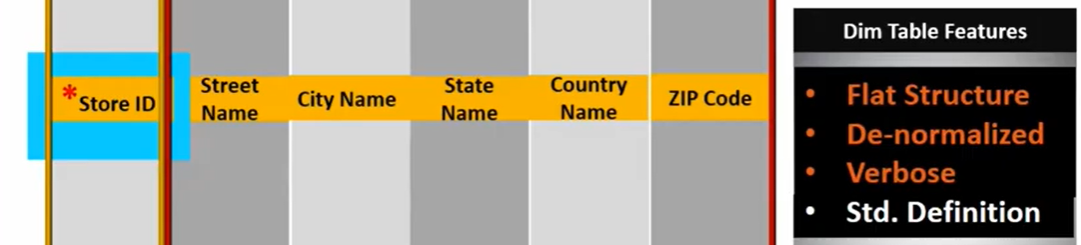 *Store ID
Street
Name
City Name
State
Name
Country
Name
ZIP Code
Dim Table Features
• Flat Structure
• De-normalized
• Verbose
• Std. Definition